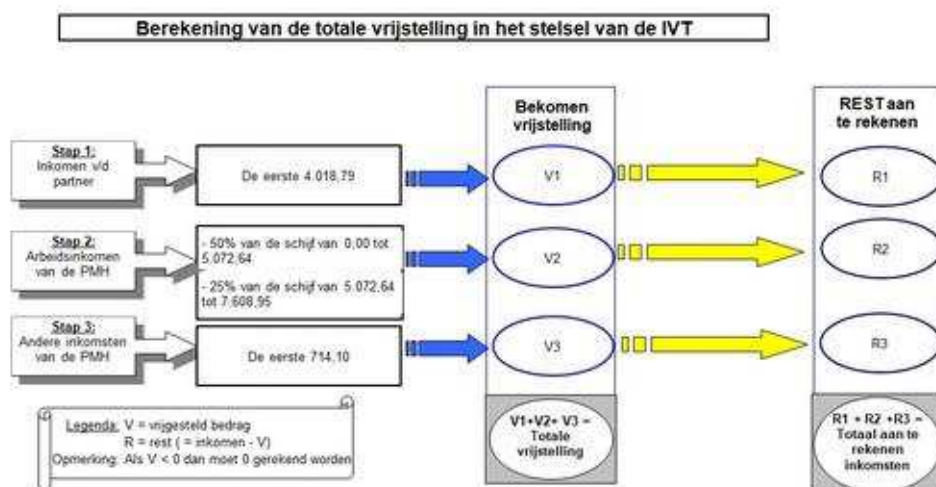 Berekening van de totale vrijstelling in het stelsel van de IVT
Bekomen
vrijstelling
REST aan
te rekenen
Stap 1:
Inkomen v/d
partner
De eerste 4.018,79
V1
R1
Stap 2:
Arbeidsinkomen
van de PMH
- 50% van de schijf van 0,00 tot
5.072,64
- 25% van de schijf van 5.072,64
tot 7.608,95
V2
R2
Stap 3:
Andere inkomsten
van de PMH
De eerste 714,10
V3
R3
Legenda: V = vrijgesteld bedrag
R = rest ( = inkomen - V)
Opmerking: Als V < 0 dan moet 0 gerekend worden
V1+V2+ V3 =
Totale
vrijstelling
R1 + R2 +R3 =
Totaal aan te
rekenen
inkomsten